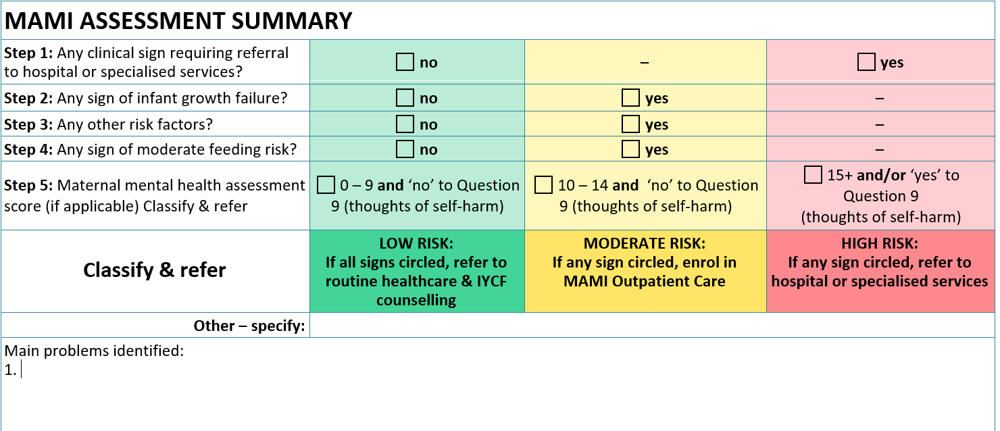 MAMI ASSESSMENT SUMMARY
Step 1: Any clinical sign requiring referral
to hospital or specialised services?
no
–
yes
Step 2: Any sign of infant growth failure?
no
yes
–
Step 3: Any other risk factors?
no
yes
–
Step 4: Any sign of moderate feeding risk?
no
yes
–
Step 5: Maternal mental health assessment
score (if applicable) Classify & refer
0 – 9 and ‘no’ to Question
9 (thoughts of self-harm)
10 – 14 and ‘no’ to Question
9 (thoughts of self-harm)
15+ and/or ‘yes’ to
Question 9
(thoughts of self-harm)
Classify & refer
LOW RISK:
If all signs circled, refer to
routine healthcare & IYCF
counselling
MODERATE RISK:
If any sign circled, enrol in
MAMI Outpatient Care
HIGH RISK:
If any sign circled, refer to
hospital or specialised services
Other – specify:
Main problems identified:
1.